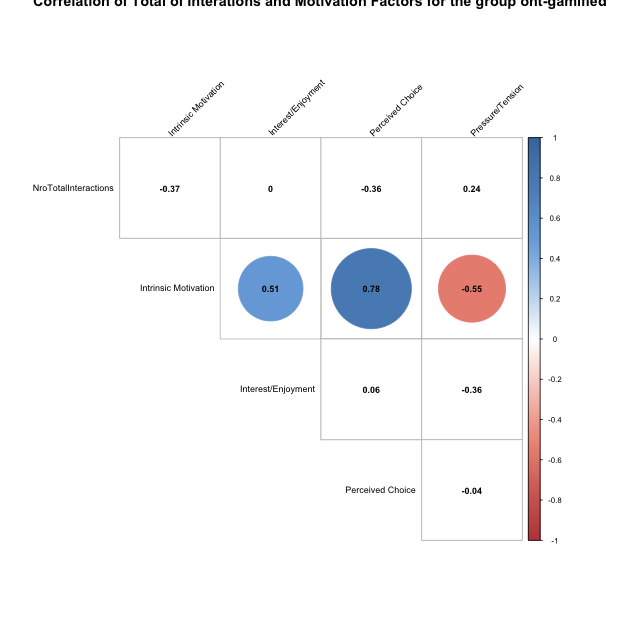 Correlation of Total of Interations and Motivation Factors for the group ont-gamified
Intrinsic Motivation
Interest/Enjoyment
Perceived Choice
Pressure/Tension
NroTotalInteractions -0.37 0 -0.36 0.24
Intrinsic Motivation 0.51 0.78 -0.55
Interest/Enjoyment 0.06 -0.36
Perceived Choice -0.04
1
0.8
0.6
0.4
0.2
0
-0.2
-0.4
-0.6
-0.8
-1